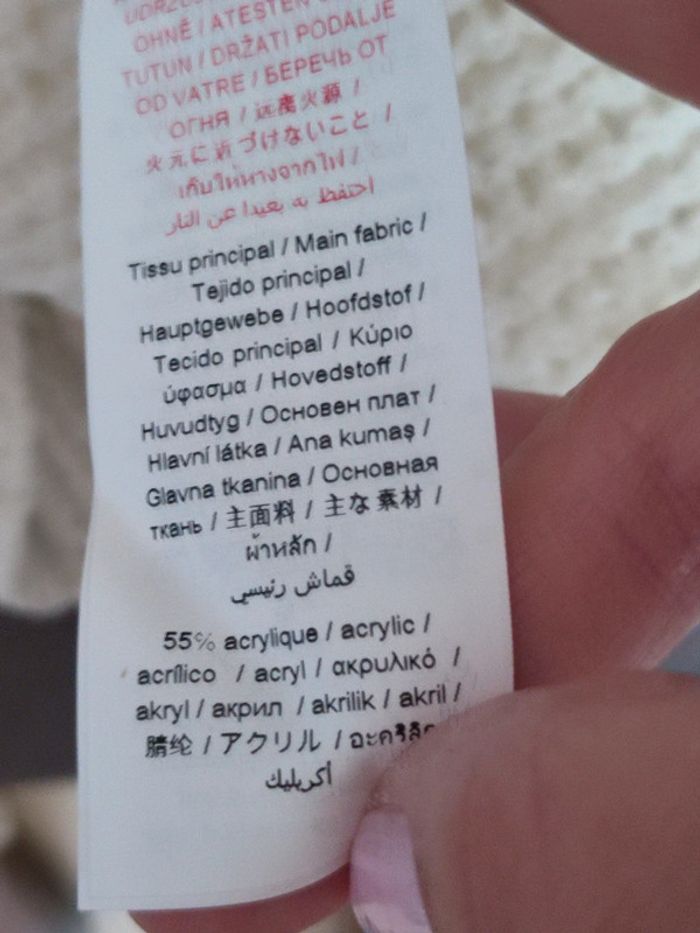 OHNĚ / ATEŞTEN
TUTUN / DRŽATI PODALJE
OD VATRE / БЕРЕЧЬ ОТ
ОГНЯ / 远离火源 /
火元に近づけないこと /
เก็บให้ห่างจากไฟ /
احتفظ به بعيدا عن النار
Tissu principal / Main fabric /
Tejido principal /
Hauptgewebe / Hoofdstof /
Tecido principal / Κύριο
ύφασμα / Hovedstoff /
Huvudtyg / Основен плат /
Hlavní látka / Ana kumaş /
Glavna tkanina / Основная
ткань / 主面料 / 主な素材 /
ผ้าหลัก /
قماش رئيسي
55% acrylique / acrylic /
acrílico / acryl / ακρυλικό /
akryl / акрил / akrilik / akril /
腈纶 / アクリル /
أكريليك